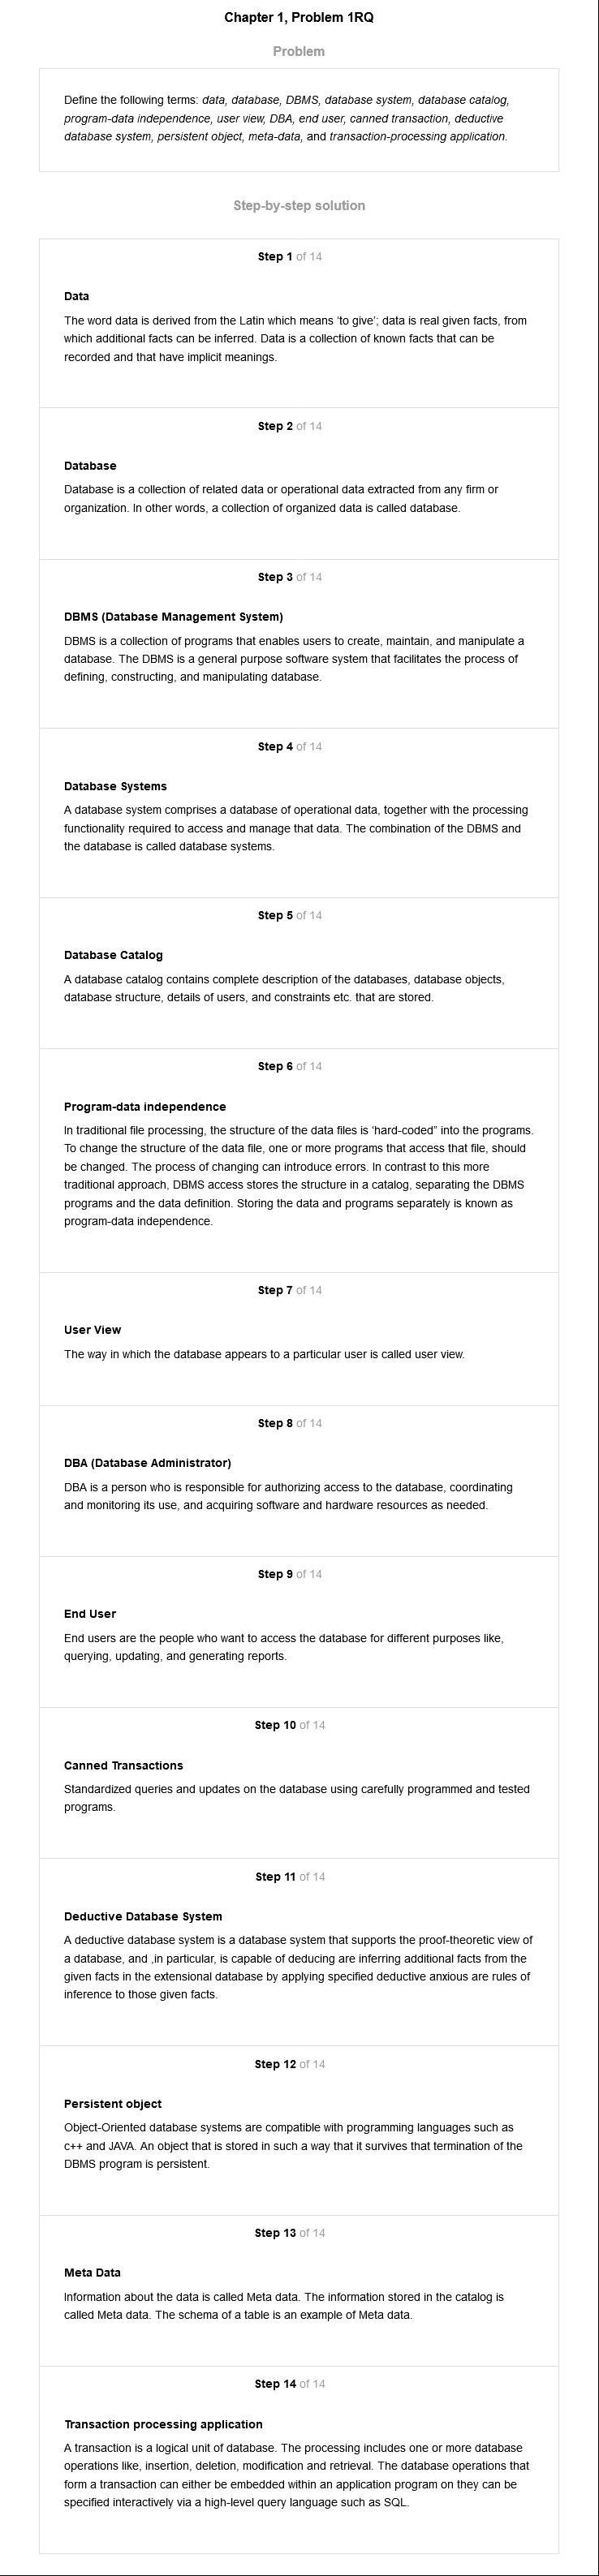 Chapter 1, Problem 1RQ
Problem
Define the following terms: data, database, DBMS, database system, database catalog,
program-data independence, user view, DBA, end user, canned transaction, deductive
database system, persistent object, meta-data, and transaction-processing application.
Step-by-step solution
Step 1 of 14
Data
The word data is derived from the Latin which means ‘to give’; data is real given facts, from
which additional facts can be inferred. Data is a collection of known facts that can be
recorded and that have implicit meanings.
Step 2 of 14
Database
Database is a collection of related data or operational data extracted from any firm or
organization. In other words, a collection of organized data is called database.
Step 3 of 14
DBMS (Database Management System)
DBMS is a collection of programs that enables users to create, maintain, and manipulate a
database. The DBMS is a general purpose software system that facilitates the process of
defining, constructing, and manipulating database.
Step 4 of 14
Database Systems
A database system comprises a database of operational data, together with the processing
functionality required to access and manage that data. The combination of the DBMS and
the database is called database systems.
Step 5 of 14
Database Catalog
A database catalog contains complete description of the databases, database objects,
database structure, details of users, and constraints etc. that are stored.
Step 6 of 14
Program-data independence
In traditional file processing, the structure of the data files is ‘hard-coded” into the programs.
To change the structure of the data file, one or more programs that access that file, should
be changed. The process of changing can introduce errors. In contrast to this more
traditional approach, DBMS access stores the structure in a catalog, separating the DBMS
programs and the data definition. Storing the data and programs separately is known as
program-data independence.
Step 7 of 14
User View
The way in which the database appears to a particular user is called user view.
Step 8 of 14
DBA (Database Administrator)
DBA is a person who is responsible for authorizing access to the database, coordinating
and monitoring its use, and acquiring software and hardware resources as needed.
Step 9 of 14
End User
End users are the people who want to access the database for different purposes like,
querying, updating, and generating reports.
Step 10 of 14
Canned Transactions
Standardized queries and updates on the database using carefully programmed and tested
programs.
Step 11 of 14
Deductive Database System
A deductive database system is a database system that supports the proof-theoretic view of
a database, and ,in particular, is capable of deducing are inferring additional facts from the
given facts in the extensional database by applying specified deductive anxious are rules of
inference to those given facts.
Step 12 of 14
Persistent object
Object-Oriented database systems are compatible with programming languages such as
c++ and JAVA. An object that is stored in such a way that it survives that termination of the
DBMS program is persistent.
Step 13 of 14
Meta Data
Information about the data is called Meta data. The information stored in the catalog is
called Meta data. The schema of a table is an example of Meta data.
Step 14 of 14
Transaction processing application
A transaction is a logical unit of database. The processing includes one or more database
operations like, insertion, deletion, modification and retrieval. The database operations that
form a transaction can either be embedded within an application program on they can be
specified interactively via a high-level query language such as SQL.